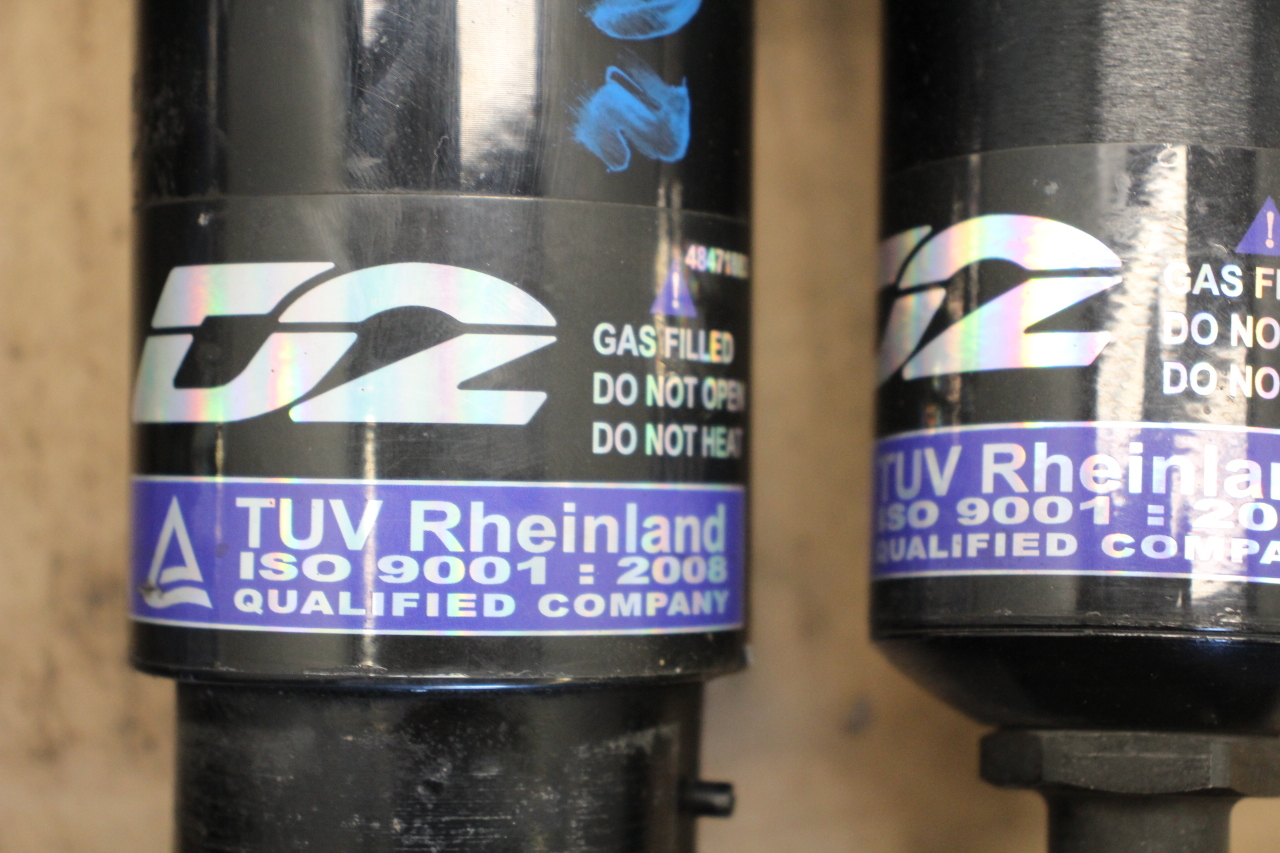 D2
GAS FILLED
DO NOT OPEN
DO NOT HEAT
TUV Rheinland
ISO 9001 : 2008
QUALIFIED COMPANY
D2
GAS FI
DO NO
DO NO
TUV Rheinlan
ISO 9001 : 20
QUALIFIED COMPA